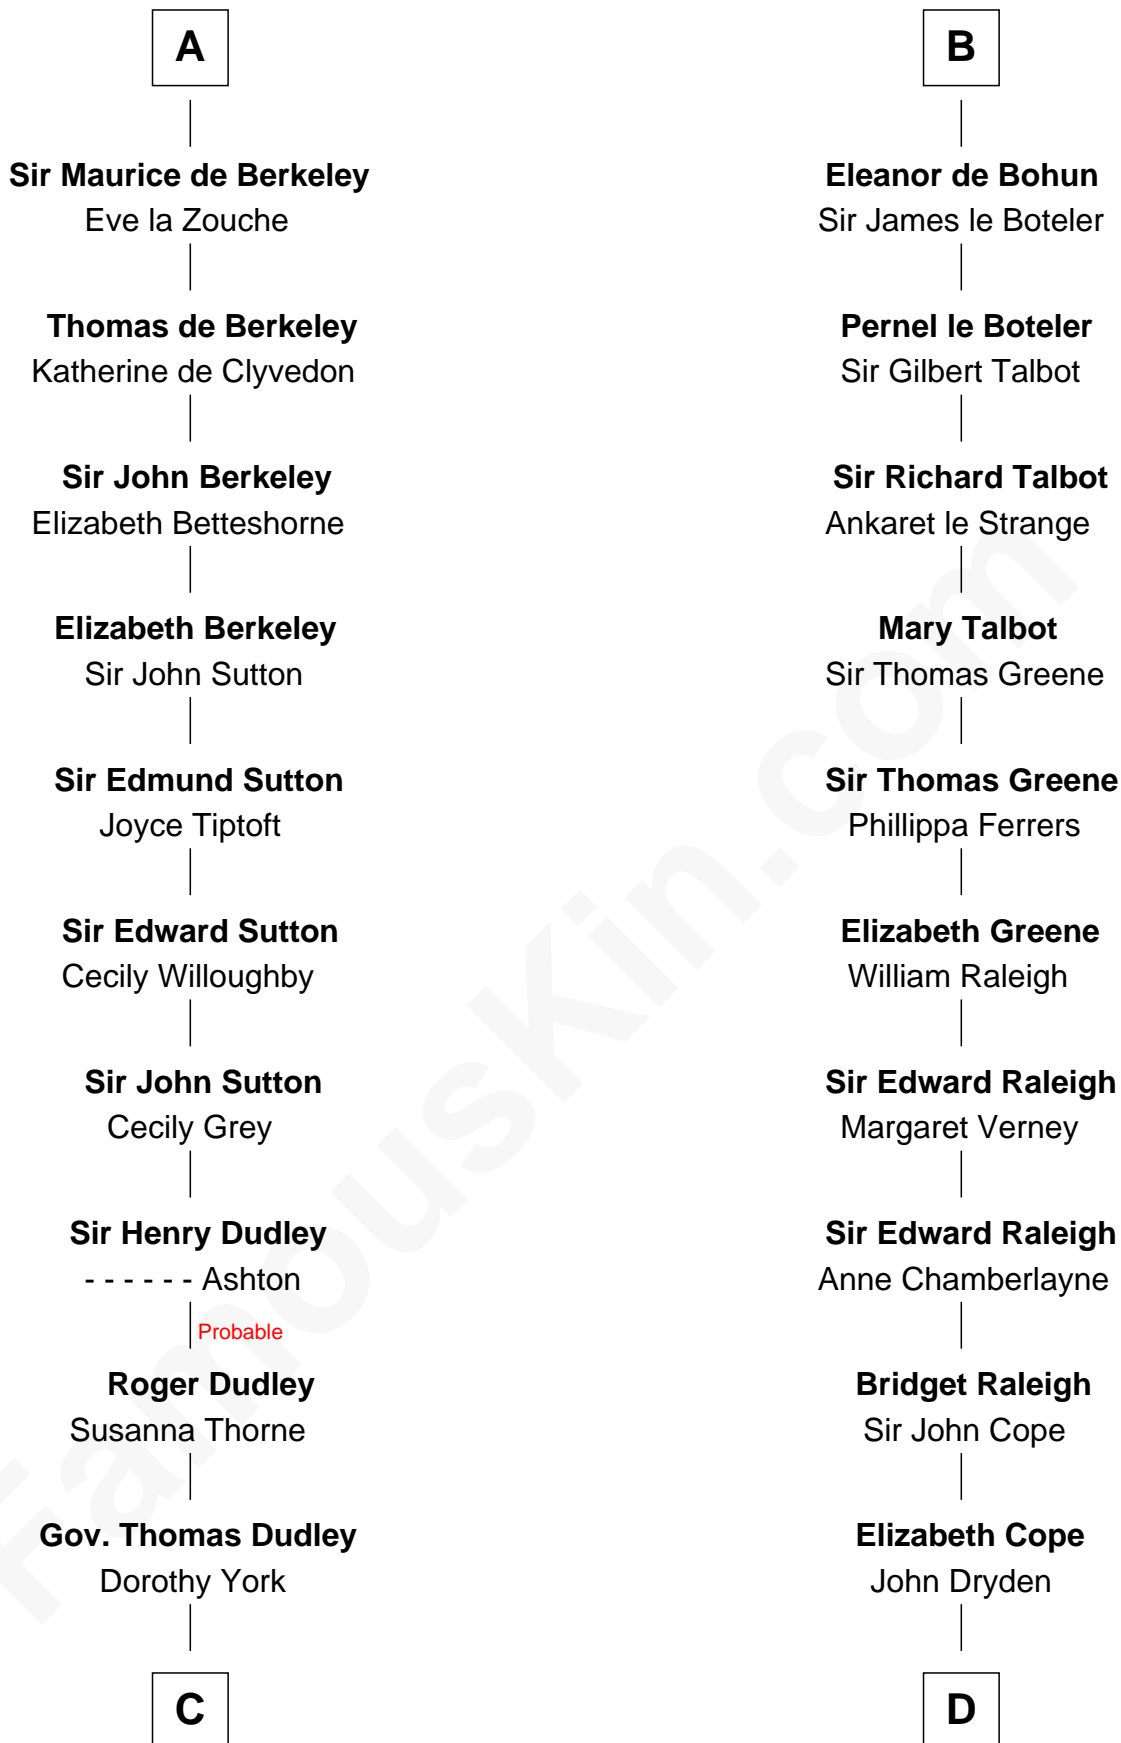 A
Sir Maurice de Berkeley
Eve la Zouche
Thomas de Berkeley
Katherine de Clyvedon
Sir John Berkeley
Elizabeth Betteshorne
Elizabeth Berkeley
Sir John Sutton
Sir Edmund Sutton
Joyce Tiptoft
Sir Edward Sutton
Cecily Willoughby
Sir John Sutton
Cecily Grey
Sir Henry Dudley
- - - - - - Ashton
Probable
Roger Dudley
Susanna Thorne
Gov. Thomas Dudley
Dorothy York
C
B
Eleanor de Bohun
Sir James le Boteler
Pernel le Boteler
Sir Gilbert Talbot
Sir Richard Talbot
Ankaret le Strange
Mary Talbot
Sir Thomas Greene
Sir Thomas Greene
Phillippa Ferrers
Elizabeth Greene
William Raleigh
Sir Edward Raleigh
Margaret Verney
Sir Edward Raleigh
Anne Chamberlayne
Bridget Raleigh
Sir John Cope
Elizabeth Cope
John Dryden
D
FamousKin.com